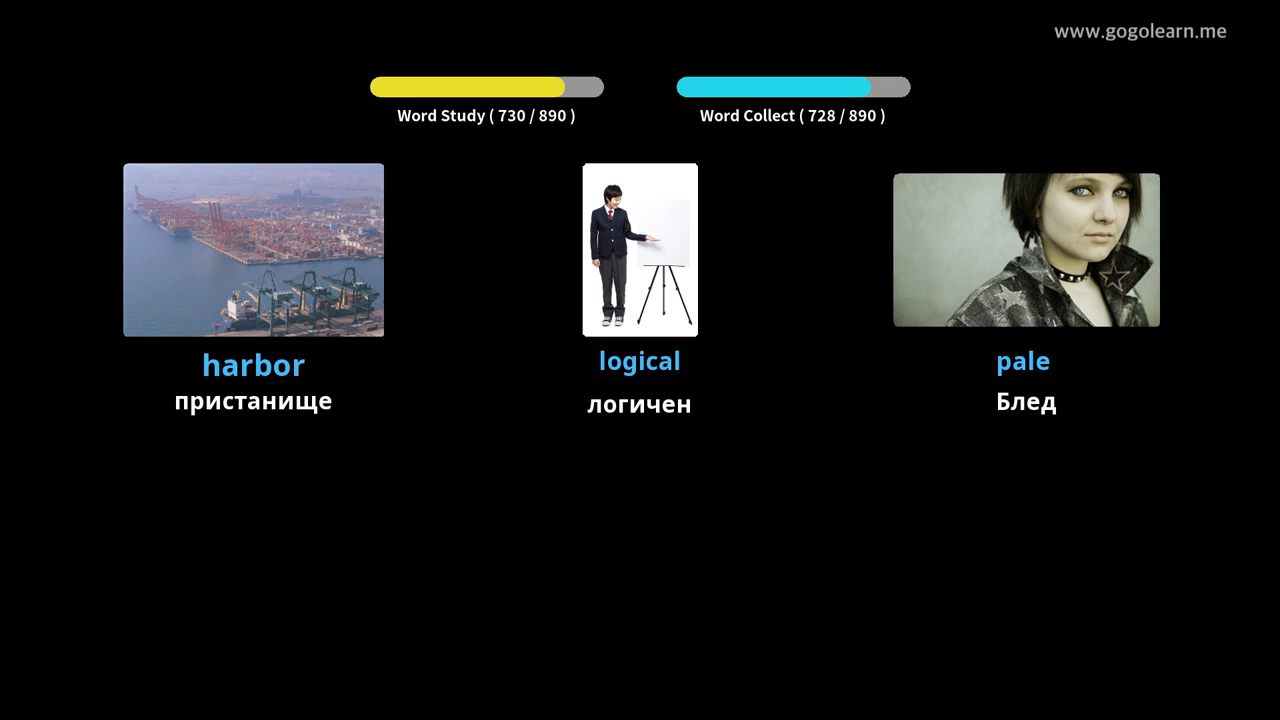 www.gogolearn.me
Word Study ( 730 / 890 )
Word Collect ( 728 / 890 )
harbor
пристанище
logical
логичен
pale
Блед